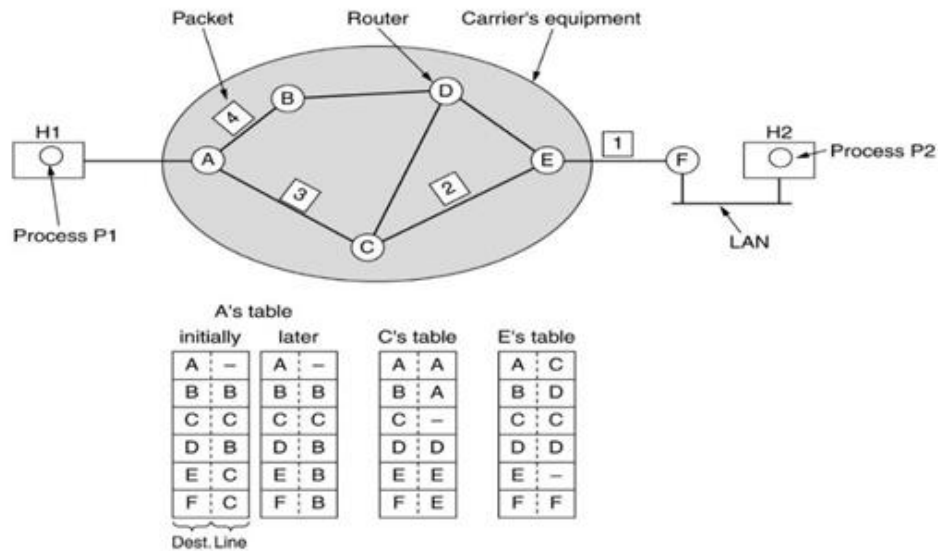 Packet Router Carrier's equipment
B D
4
H1 1 H2
A E F Process P2
3 2
Process P1 C LAN
A's table
initially later C's table E's table
A – A – A A A C
B B B B B A B D
C C C C C – C C
D B D B D D D D
E C E B E E E –
F C F B F E F F
Dest. Line